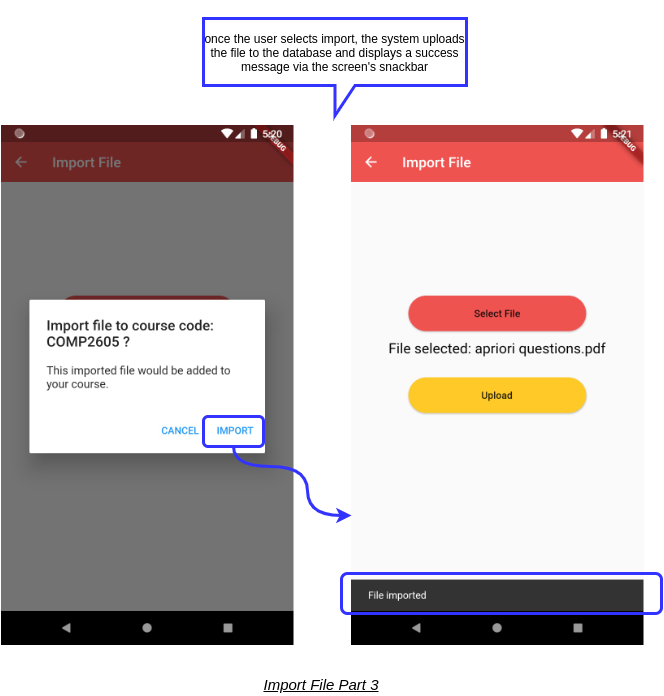 once the user selects import, the system uploads
the file to the database and displays a success
message via the screen's snackbar
5:20
Import File
Import file to course code:
COMP2605 ?
This imported file would be added to
your course.
CANCEL
IMPORT
5:21
Import File
Select File
File selected: apriori questions.pdf
Upload
File imported
Import File Part 3